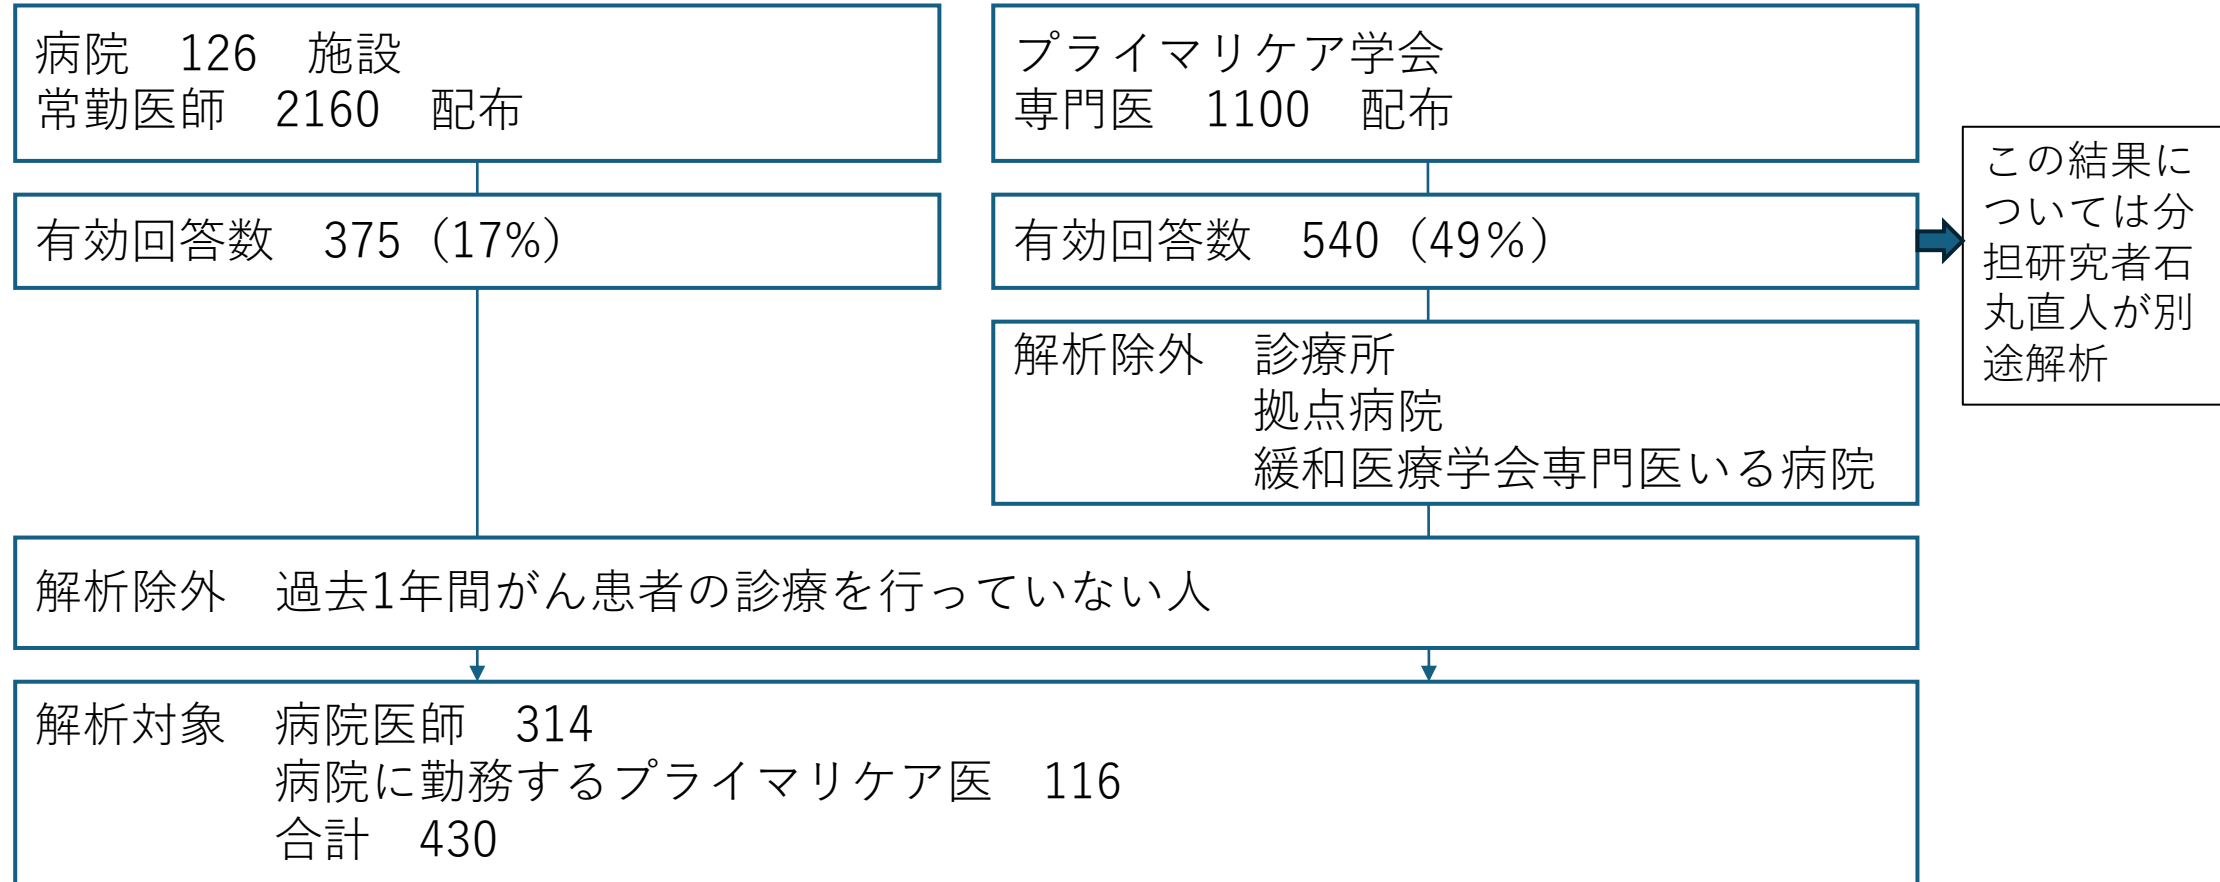 病院　126　施設
常勤医師　2160　配布
プライマリケア学会
専門医　1100　配布
有効回答数　375（17%）
有効回答数　540（49％）
この結果に
ついては分
担研究者石
丸直人が別
途解析
解析除外　診療所
拠点病院
緩和医療学会専門医いる病院
解析除外　過去1年間がん患者の診療を行っていない人
解析対象　病院医師　314
病院に勤務するプライマリケア医　116
合計　430